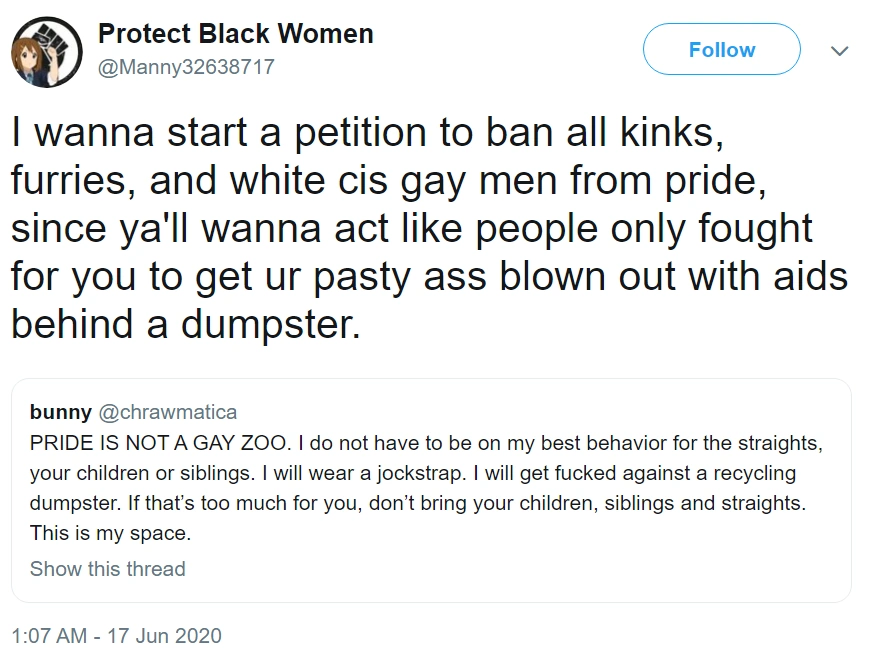 Protect Black Women
@Manny32638717
Follow
I wanna start a petition to ban all kinks,
furries, and white cis gay men from pride,
since ya'll wanna act like people only fought
for you to get ur pasty ass blown out with aids
behind a dumpster.
bunny @chrawmatica
PRIDE IS NOT A GAY ZOO. I do not have to be on my best behavior for the straights,
your children or siblings. I will wear a jockstrap. I will get fucked against a recycling
dumpster. If that’s too much for you, don’t bring your children, siblings and straights.
This is my space.
Show this thread
1:07 AM - 17 Jun 2020